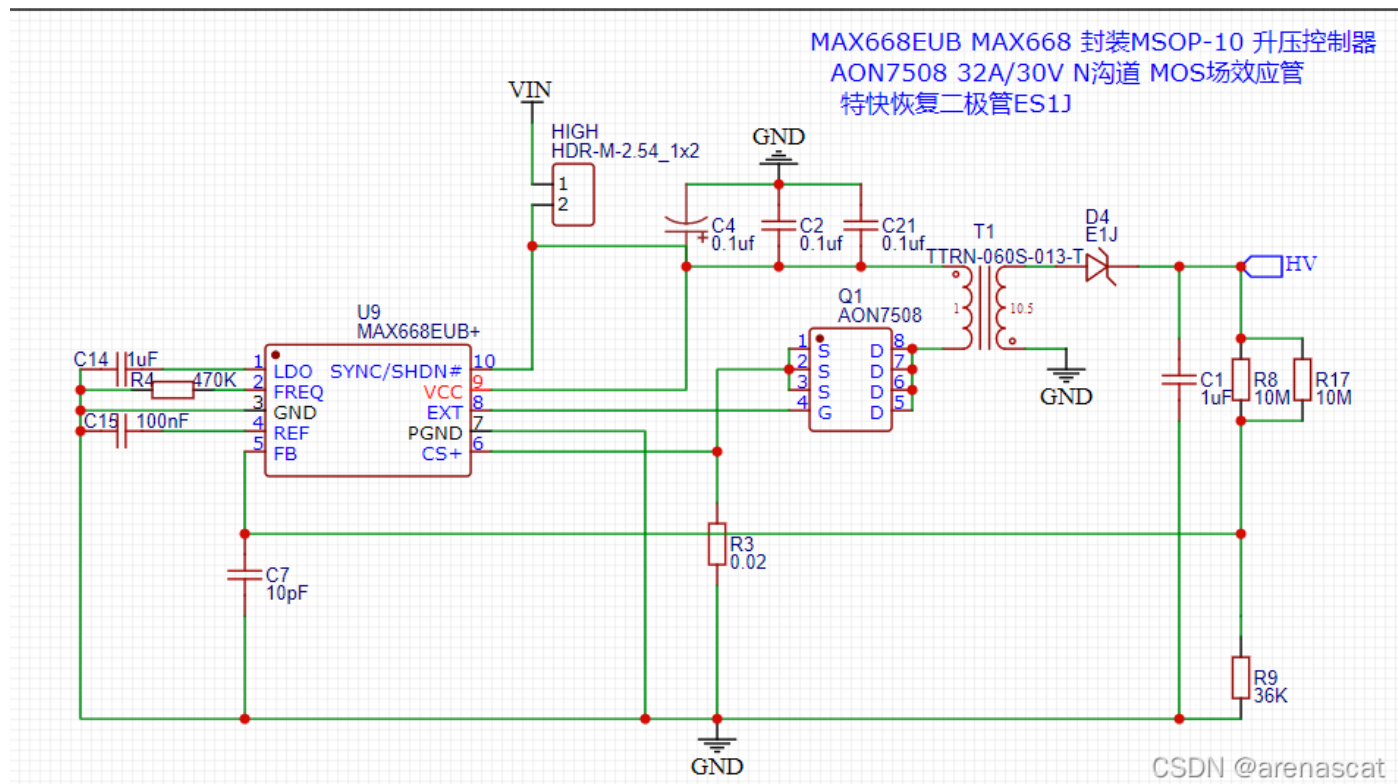 MAX668EUB MAX668 封装MSOP-10 升压控制器
AON7508 32A/30V N沟道 MOS场效应管
特快恢复二极管ES1J
VIN
HIGH
HDR-M-2.54_1x2
1
2
GND
C4
0.1uf
C2
0.1uf
C21
0.1uf
T1
TTRN-060S-013-T
1
10.5
D4
E1J
HV
Q1
AON7508
1 S D 8
2 S D 7
3 S D 6
4 G D 5
GND
U9
MAX668EUB+
C14 1uF
R4 470K
C15 100nF
1 LDO SYNC/SHDN# 10
2 FREQ VCC 9
3 GND EXT 8
4 REF PGND 7
5 FB CS+ 6
C1
1uF
R8
10M
R17
10M
R3
0.02
C7
10pF
R9
36K
GND
CSDN @arenascat